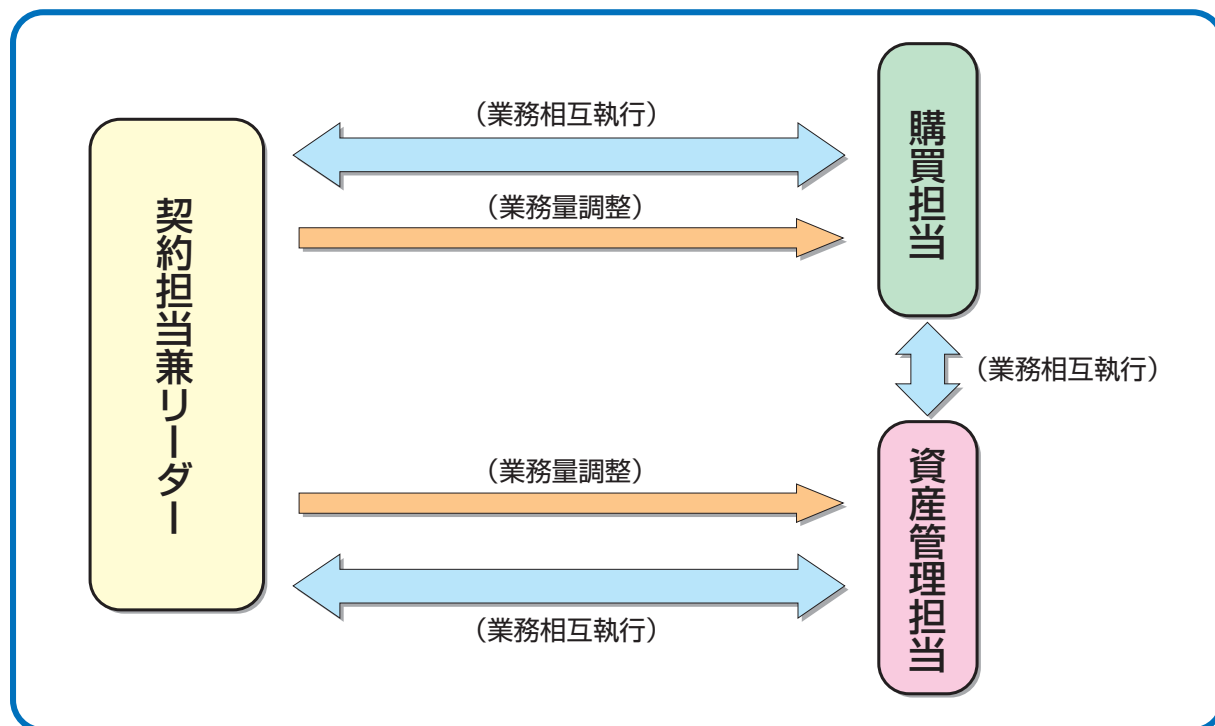 契約担当兼リーダー
（業務相互執行）
（業務量調整）
購買担当
（業務相互執行）
（業務量調整）
（業務相互執行）
資産管理担当